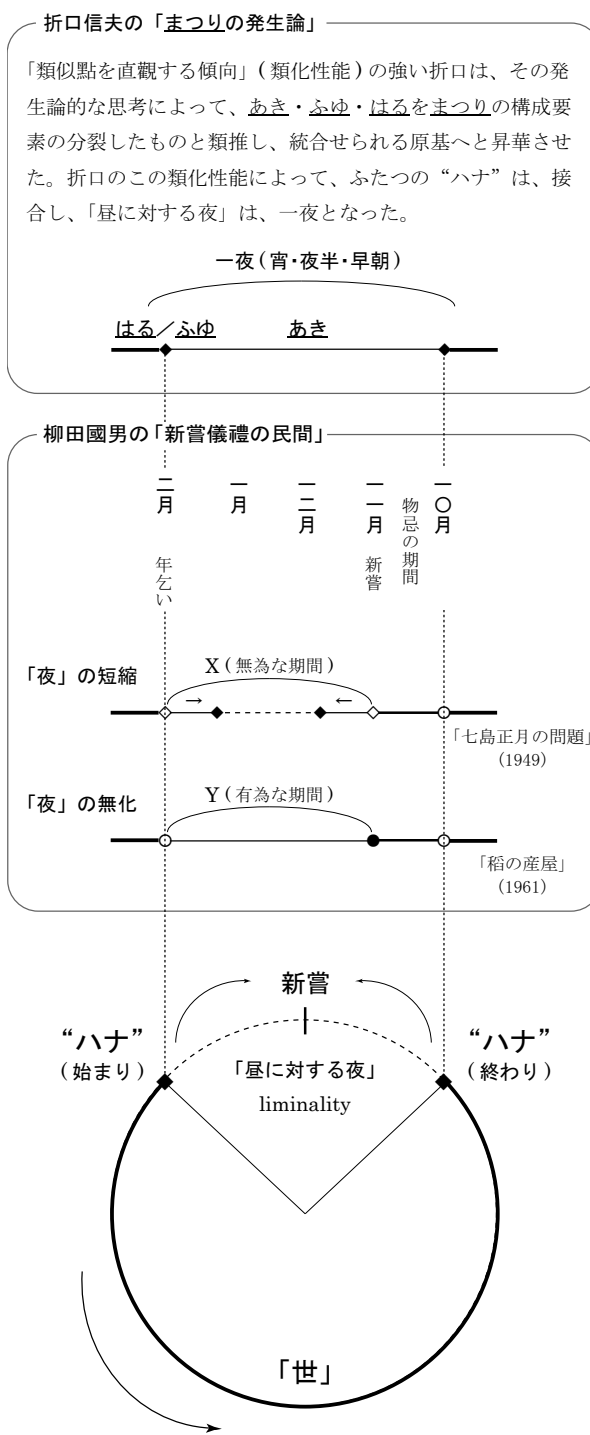 折口信夫の「まつりの発生論」
「類似點を直觀する傾向」(類化性能)の強い折口は、その発
生論的な思考によって、あき・ふゆ・はるをまつりの構成要
素の分裂したものと類推し、統合せられる原基へと昇華させ
た。折口のこの類化性能によって、ふたつの“ハナ”は、接
合し、「昼に対する夜」は、一夜となった。
一夜(宵・夜半・早朝)
はる／ふゆ
あき
柳田國男の「新嘗儀禮の民間」
二月
一月
一二月
一一月
一〇月
年乞い
新嘗
物忌の期間
「夜」の短縮
X(無為な期間)
→
←
「七島正月の問題」
(1949)
「夜」の無化
Y(有為な期間)
「稲の産屋」
(1961)
新嘗
“ハナ”
(始まり)
“ハナ”
(終わり)
「昼に対する夜」
liminality
「世」